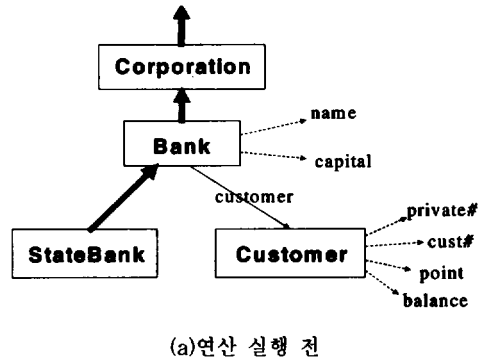 Corporation
Bank
name
capital
customer
StateBank
Customer
private#
cust#
point
balance
(a)연산 실행 전